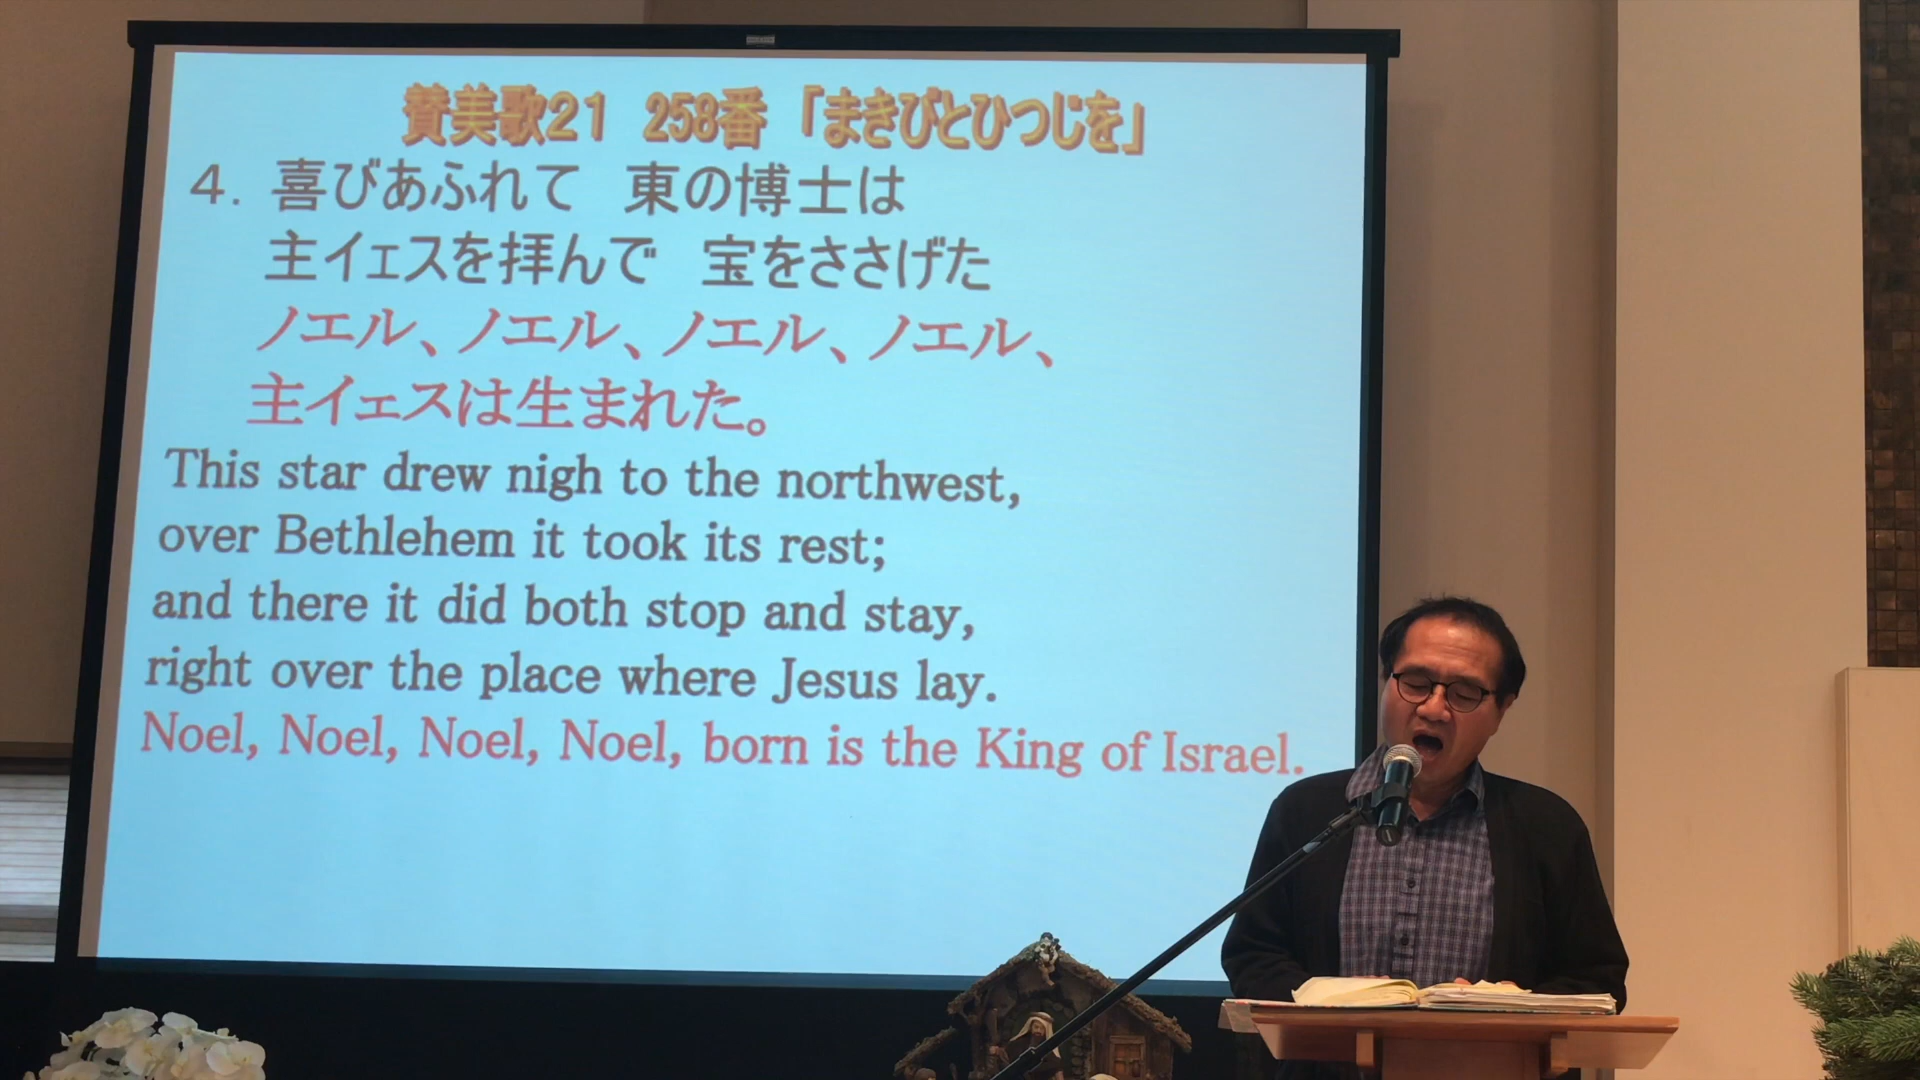 賛美歌21 258番 「まきびとひつじを」
4. 喜びあふれて 東の博士は
主イェスを拝んで 宝をささげた
ノエル、ノエル、ノエル、ノエル、
主イェスは生まれた。
This star drew nigh to the northwest,
over Bethlehem it took its rest;
and there it did both stop and stay,
right over the place where Jesus lay.
Noel, Noel, Noel, Noel, born is the King of Israel.